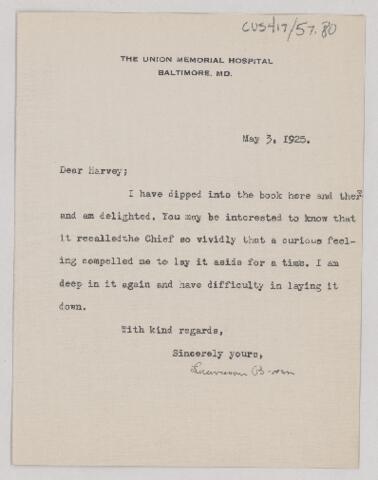 CUS417/57.80
THE UNION MEMORIAL HOSPITAL
BALTIMORE, MD.
May 3, 1925.
Dear Harvey;
I have dipped into the book here and there
and am delighted. You may be interested to know that
it recalledthe Chief so vividly that a curious feel-
ing compelled me to lay it aside for a time. I am
deep in it again and have difficulty in laying it
down.
With kind regards,
Sincerely yours,
Lawrason Brown